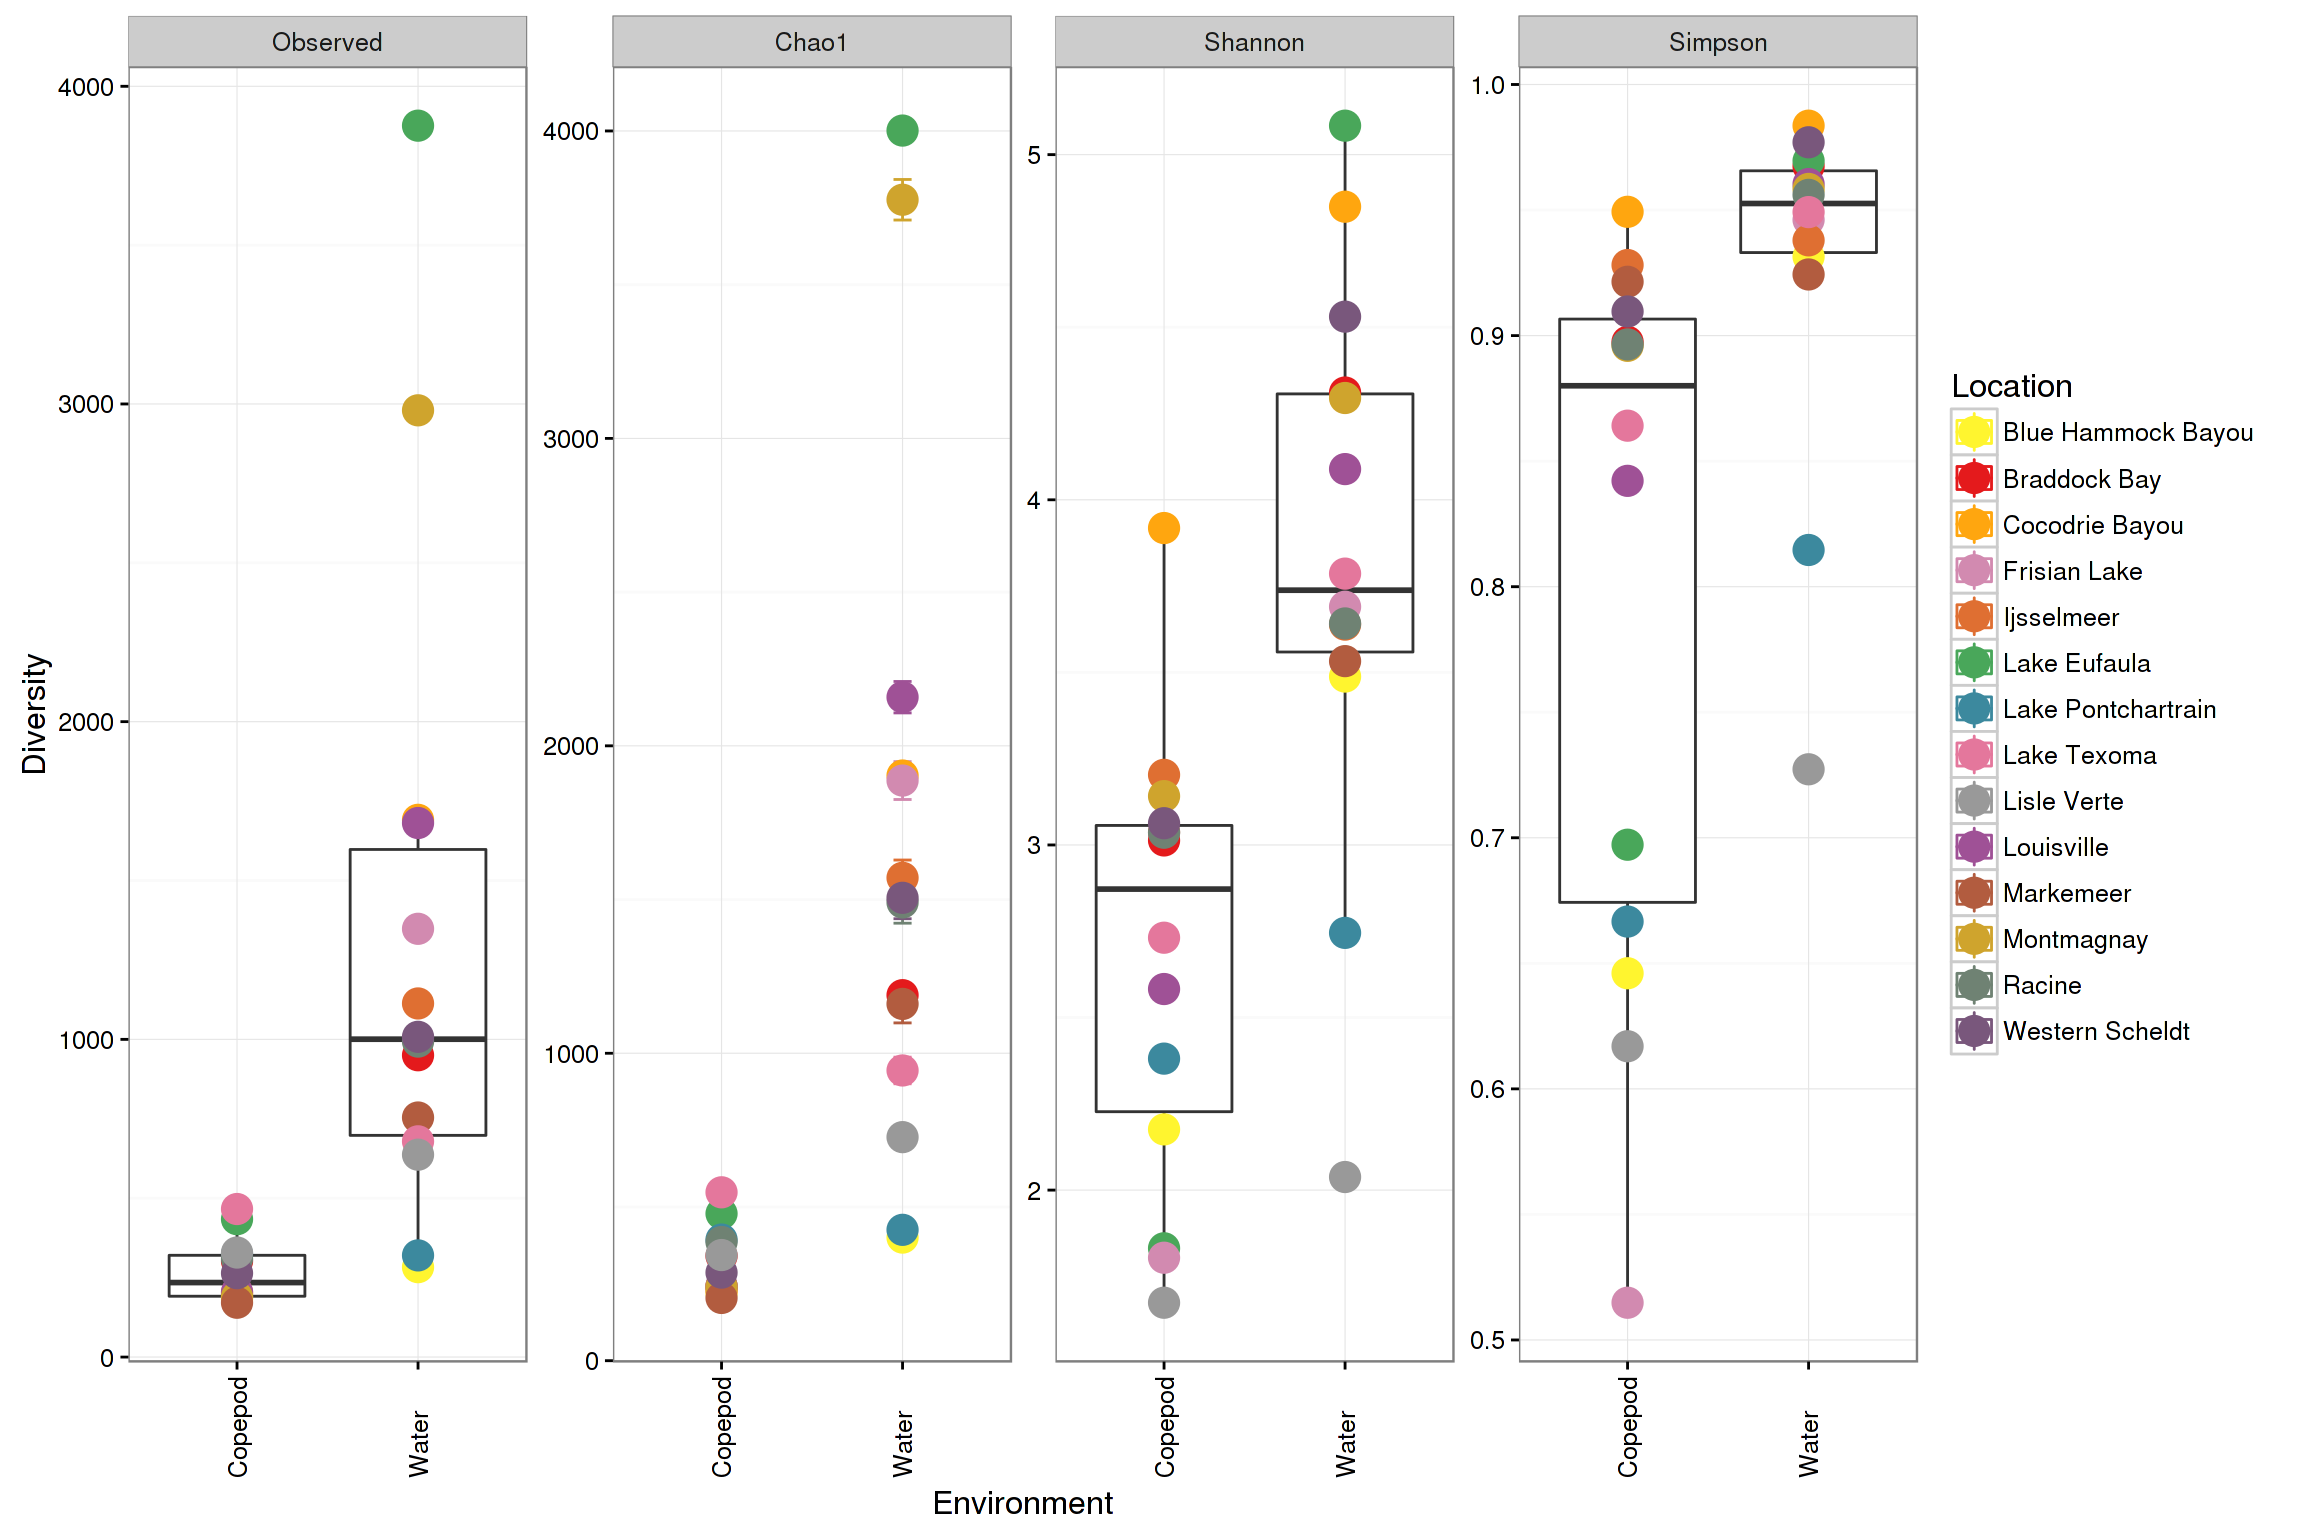 Observed
Chao1
Shannon
Simpson
Diversity
4000
3000
2000
1000
0
4000
3000
2000
1000
0
5
4
3
2
1.0
0.9
0.8
0.7
0.6
0.5
Copepod
Water
Copepod
Water
Copepod
Water
Copepod
Water
Environment
Location
Blue Hammock Bayou
Braddock Bay
Cocodrie Bayou
Frisian Lake
Ijsselmeer
Lake Eufaula
Lake Pontchartrain
Lake Texoma
Lisle Verte
Louisville
Markemeer
Montmagnay
Racine
Western Scheldt